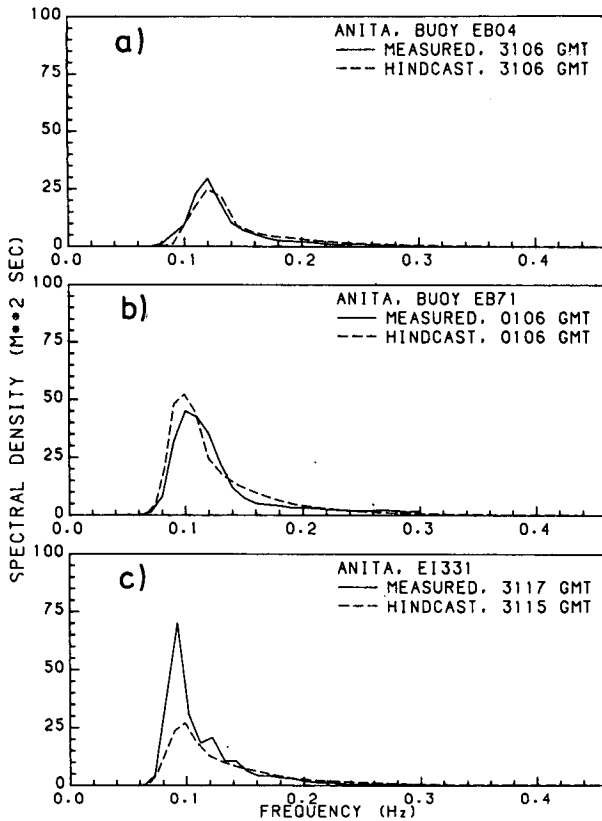 SPECTRAL DENSITY (M**2 SEC)
100
75
50
25
0
a)
ANITA, BUOY EB04
MEASURED, 3106 GMT
HINDCAST, 3106 GMT
0.0 0.1 0.2 0.3 0.4
100
75
50
25
0
b)
ANITA, BUOY EB71
MEASURED, 0106 GMT
HINDCAST, 0106 GMT
0.0 0.1 0.2 0.3 0.4
100
75
50
25
0
c)
ANITA, EI331
MEASURED, 3117 GMT
HINDCAST, 3115 GMT
0.0 0.1 0.2 0.3 0.4
FREQUENCY (Hz)